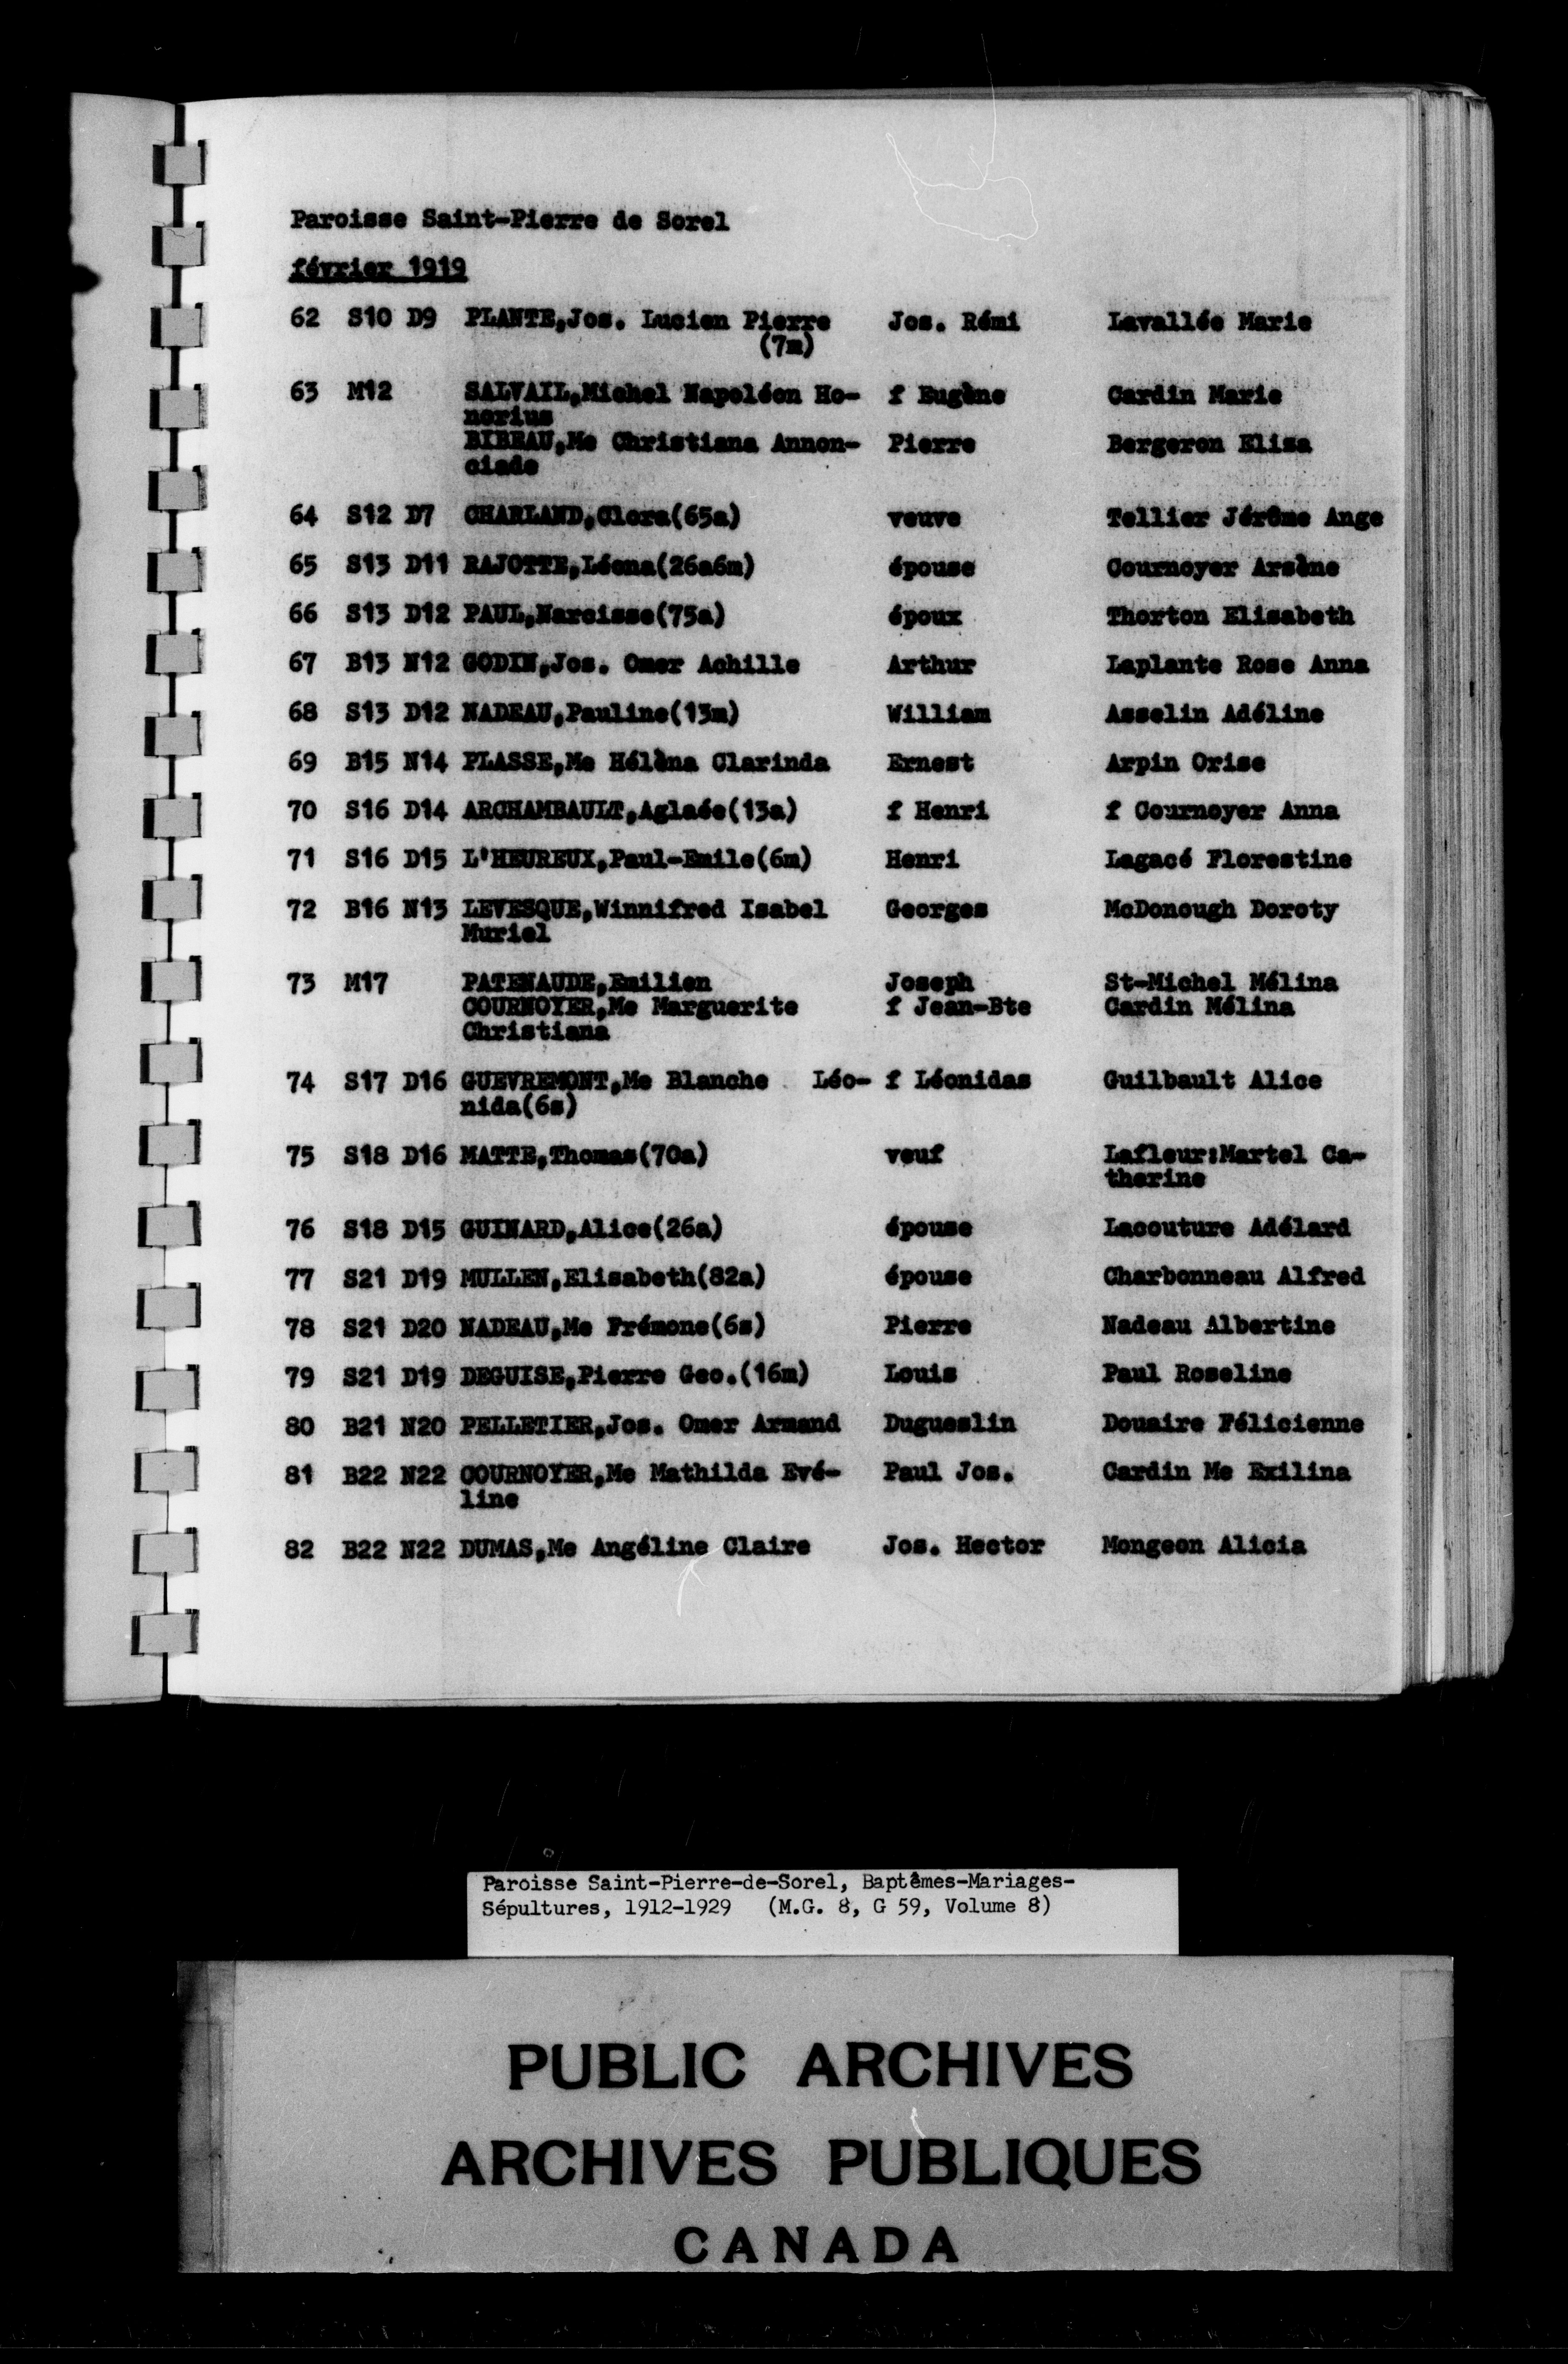 Paroisse Saint-Pierre de Sorel
février 1919
62 S10 D9 PLANTE,Jos. Lucien Pierre Jos. Rémi Lavallée Marie
(7m)
63 M12 SALVAIL,Michel Napoléon Ho- f Eugène Cardin Marie
norius
BIBEAU,Me Christiana Annon- Pierre Bergeron Eliza
ciade
64 S12 D7 CHARLAND,Clora(65a) veuve Tellier Jérôme Ange
65 S13 D11 RAJOTTE,Léona(26a6m) épouse Cournoyer Arsène
66 S13 D12 PAUL,Narcisse(75a) époux Thorton Elisabeth
67 B13 N12 GODIN,Jos. Omer Achille Arthur Laplante Rose Anna
68 S13 D12 NADEAU,Pauline(13m) William Asselin Adéline
69 B15 N14 PLASSE,Me Hélèna Clarinda Ernest Arpin Orise
70 S16 D14 ARCHAMBAULT,Aglaée(13a) f Henri f Cournoyer Anna
71 S16 D15 L'HEUREUX,Paul-Emile(6m) Henri Lagacé Florestine
72 B16 N13 LEVESQUE,Winnifred Isabel Georges McDonough Doroty
Muriel
73 M17 PATENAUDE,Emilien Joseph St-Michel Mélina
COURNOYER,Me Marguerite f Jean-Bte Cardin Mélina
Christiana
74 S17 D16 GUEVREMONT,Me Blanche Léo- f Léonidas Guilbault Alice
nida(6s)
75 S18 D16 MATTE,Thomas(70a) veuf Lafleur:Martel Ca-
therine
76 S18 D15 GUINARD,Alice(26a) épouse Lacouture Adélard
77 S21 D19 MULLEN,Elisabeth(82a) épouse Charbonneau Alfred
78 S21 D20 NADEAU,Me Frémone(6s) Pierre Nadeau Albertine
79 S21 D19 DEGUISE,Pierre Geo.(16m) Louis Paul Roseline
80 B21 N20 PELLETIER,Jos. Omer Armand Dugueslin Douaire Félicienne
81 B22 N22 COURNOYER,Me Mathilda Evé- Paul Jos. Cardin Me Exilina
line
82 B22 N22 DUMAS,Me Angéline Claire Jos. Hector Mongeon Alicia
Paroisse Saint-Pierre-de-Sorel, Baptêmes-Mariages-
Sépultures, 1912-1929 (M.G. 8, G 59, Volume 8)
PUBLIC ARCHIVES
ARCHIVES PUBLIQUES
CANADA